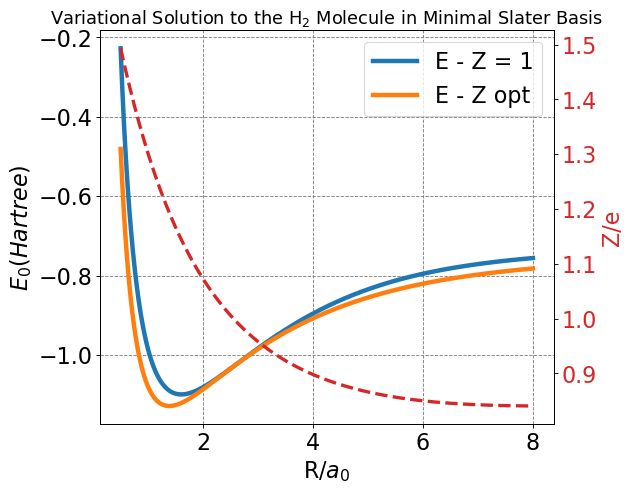 Variational Solution to the H₂ Molecule in Minimal Slater Basis
E - Z = 1
E - Z opt
E₀(Hartree)
−0.2
−0.4
−0.6
−0.8
−1.0
1.5
1.4
1.3
1.2
1.1
1.0
0.9
Z/e
2
4
6
8
R/a₀